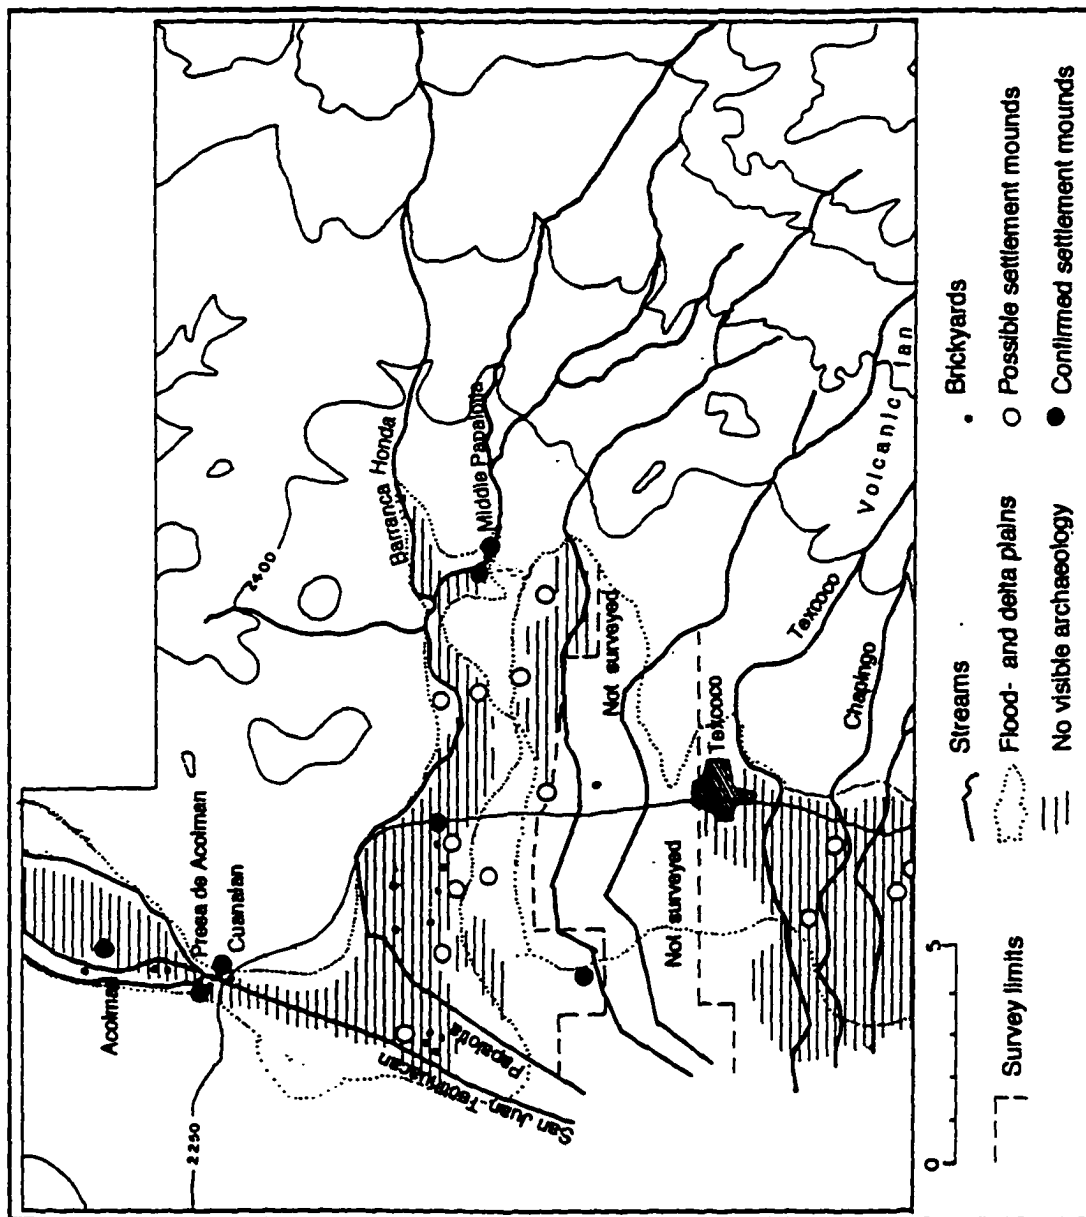 Acolman
Presa de Acolman
Cuanalan
2250
2400
Barranca Honda
Middle Papalotla
San Juan-Teotihuacan
Papalotla
Not surveyed
Not surveyed
Texcoco
Texcoco
Chapingo
Volcanic fan
0 5
Survey limits
Streams
Flood- and delta plains
No visible archaeology
Brickyards
Possible settlement mounds
Confirmed settlement mounds